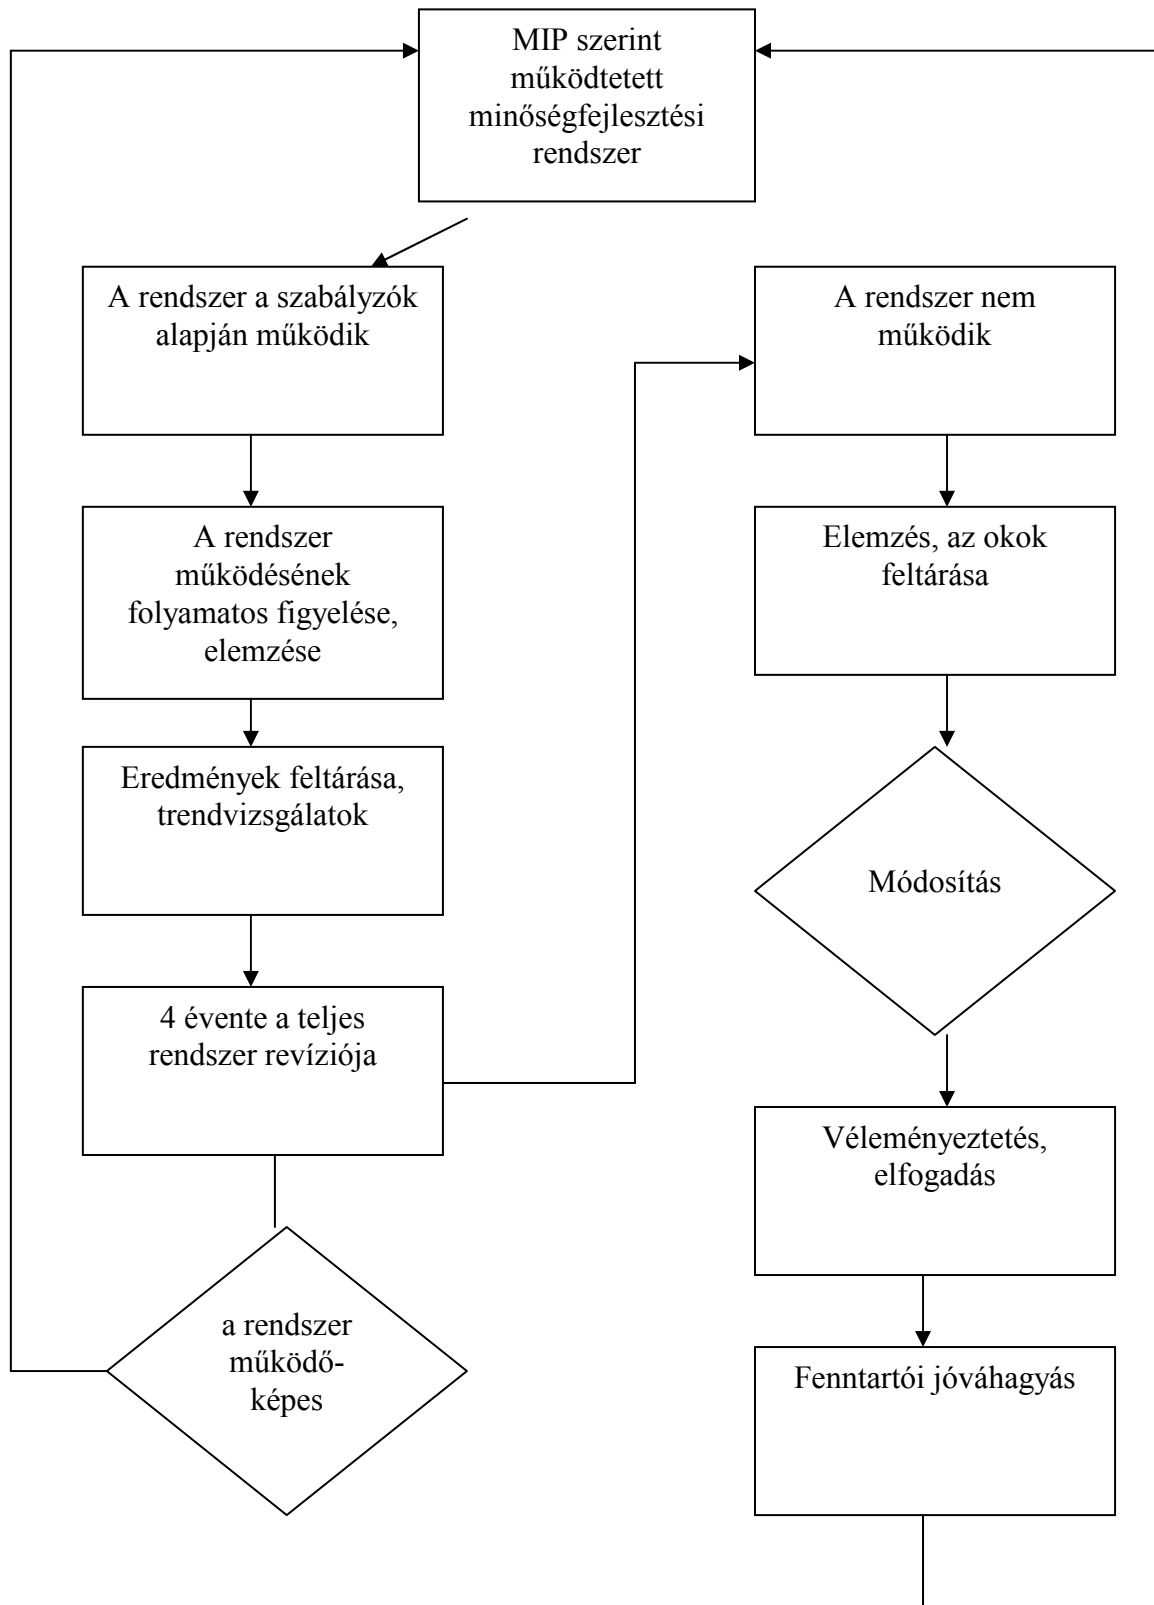 MIP szerint
működtetett
minőségfejlesztési
rendszer
A rendszer a szabályzók
alapján működik
A rendszer nem
működik
A rendszer
működésének
folyamatos figyelése,
elemzése
Elemzés, az okok
feltárása
Eredmények feltárása,
trendvizsgálatok
Módosítás
4 évente a teljes
rendszer revíziója
Véleményeztetés,
elfogadás
a rendszer
működő-
képes
Fenntartói jóváhagyás